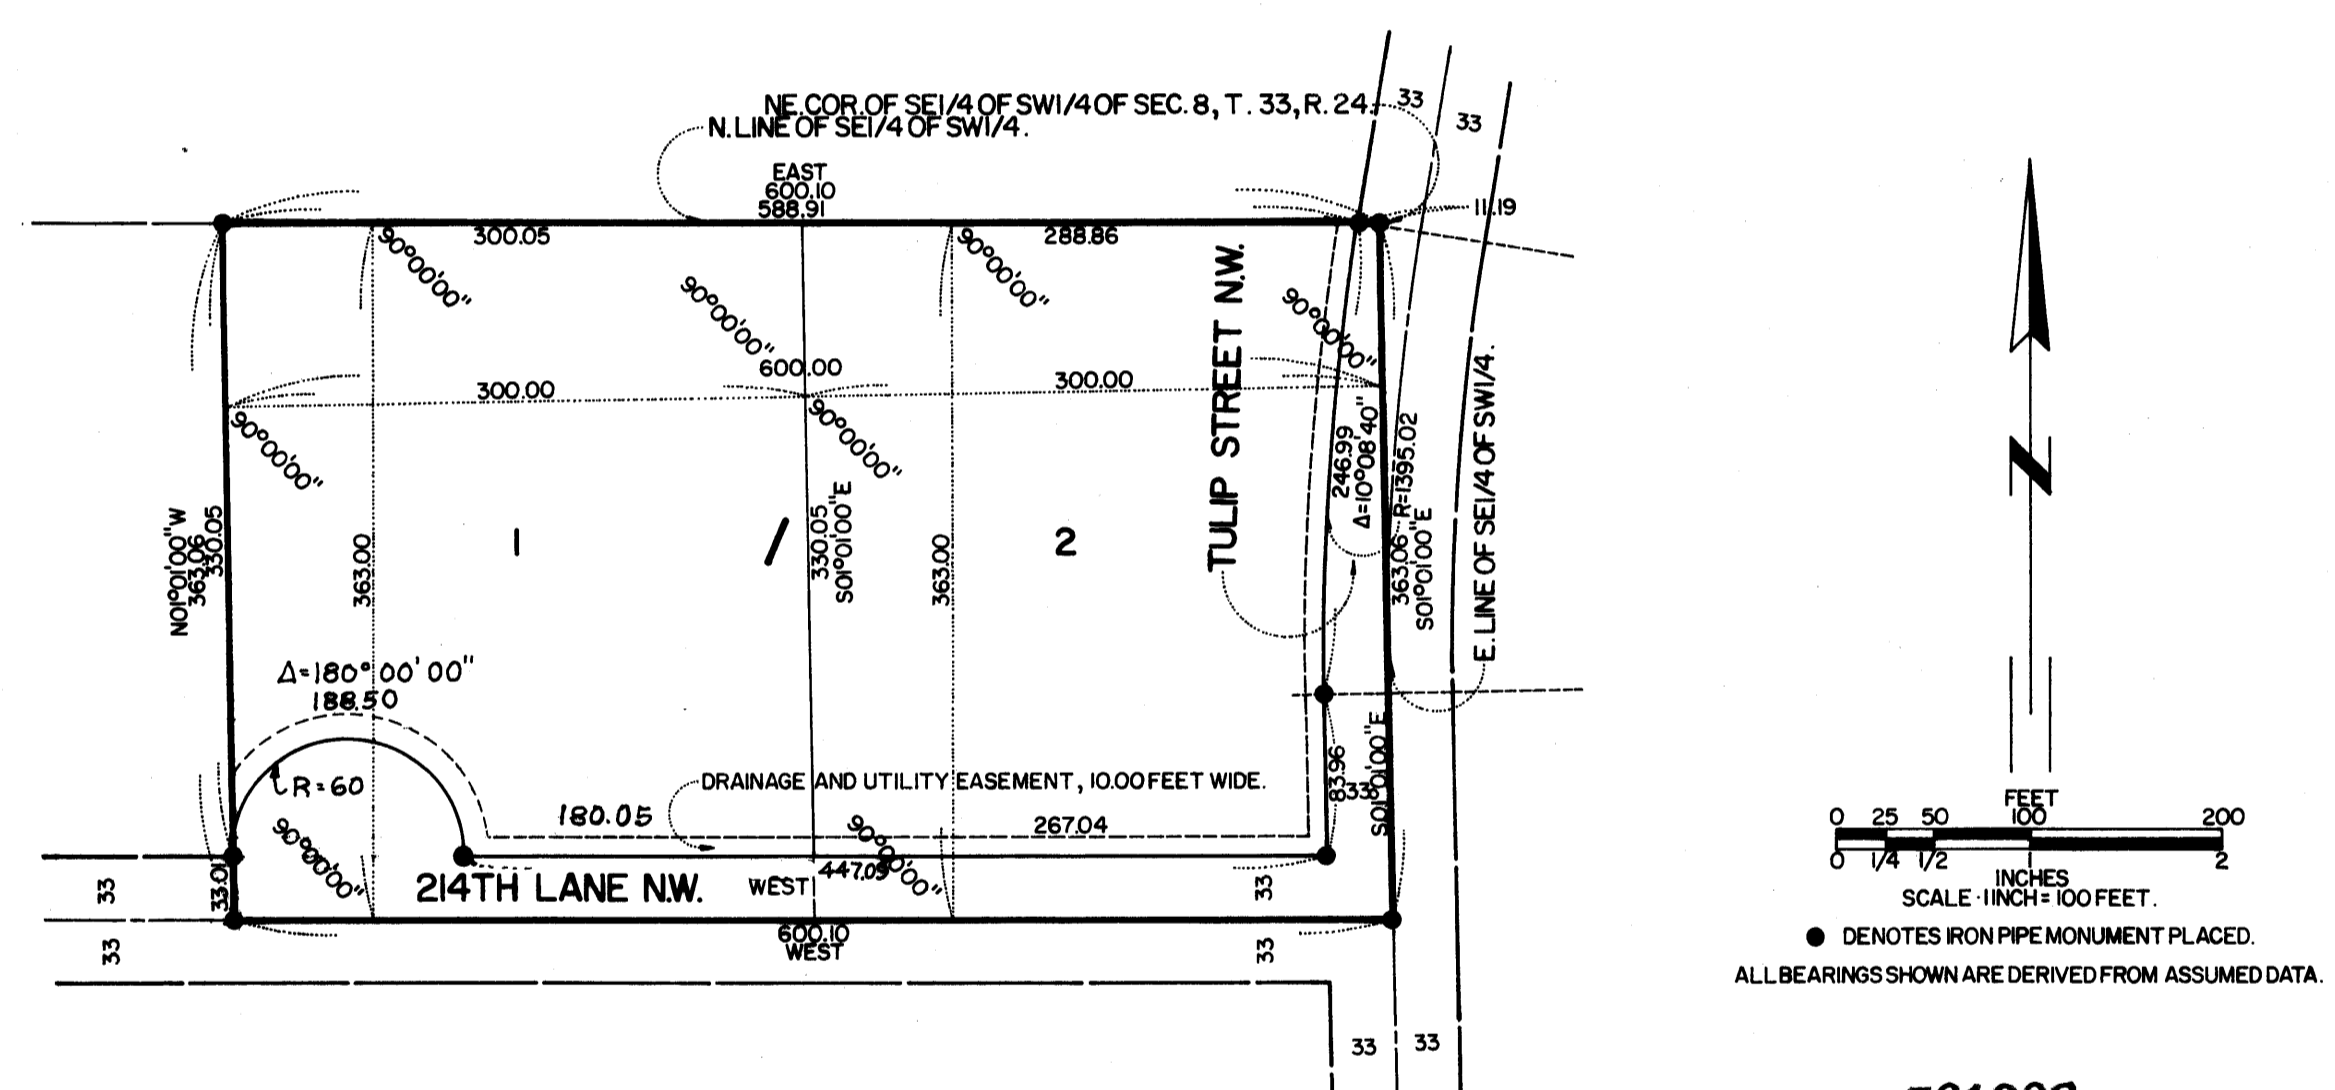 NE.COR.OF SE1/4 OF SW1/4 OF SEC. 8, T. 33, R. 24.
N.LINE OF SE1/4 OF SW1/4.
33
33
EAST
600.10
588.91
11.19
300.05
288.86
90°00'00"
90°00'00"
90°00'00"
90°00'00"
600.00
300.00
300.00
90°00'00"
90°00'00"
TULIP STREET N.W.
246.99
Δ=10°08'40"
R=1395.02
363.06
S01°01'00"E
E. LINE OF SE1/4 OF SW1/4.
N01°01'00"W
363.06
330.05
363.00
1
/
330.05
S01°01'00"E
363.00
2
Δ=180°00'00"
188.50
R=60
DRAINAGE AND UTILITY EASEMENT, 10.00 FEET WIDE.
180.05
267.04
83.96
33
S01°01'00"E
90°00'00"
90°00'00"
447.09
33
33.01
214TH LANE N.W.
WEST
33
600.10
WEST
33
33
33
33
N
FEET
0 25 50 100 200
0 1/4 1/2 1 2
INCHES
SCALE · 1 INCH = 100 FEET.
● DENOTES IRON PIPE MONUMENT PLACED.
ALL BEARINGS SHOWN ARE DERIVED FROM ASSUMED DATA.